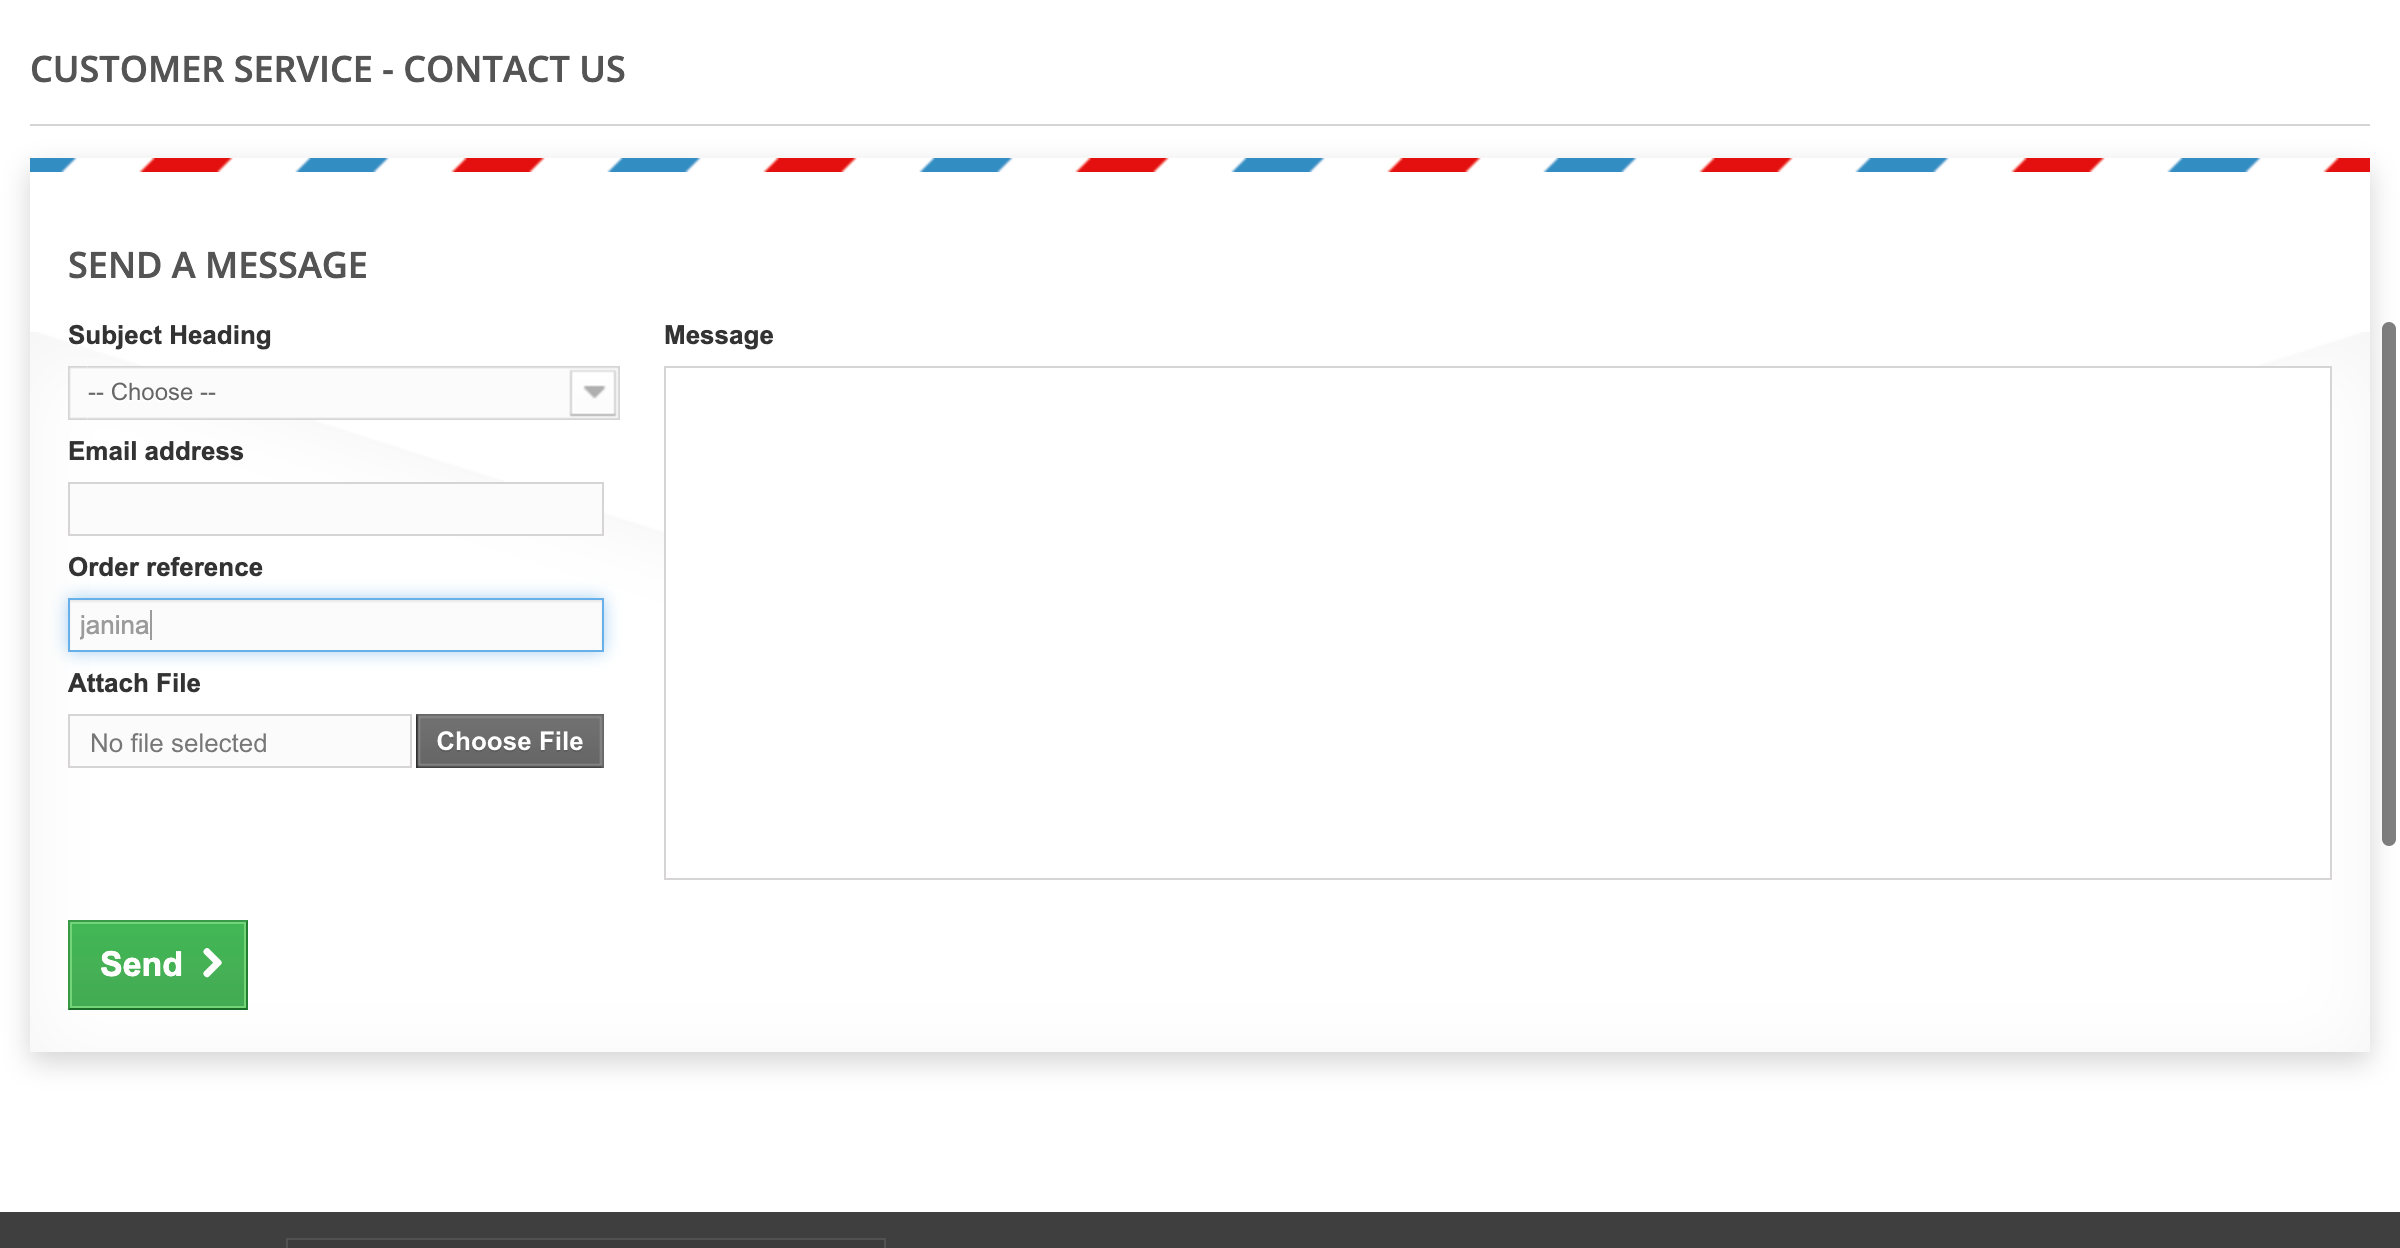 CUSTOMER SERVICE - CONTACT US
SEND A MESSAGE
Subject Heading
-- Choose --
Email address
Order reference
janina
Attach File
No file selected
Choose File
Message
Send